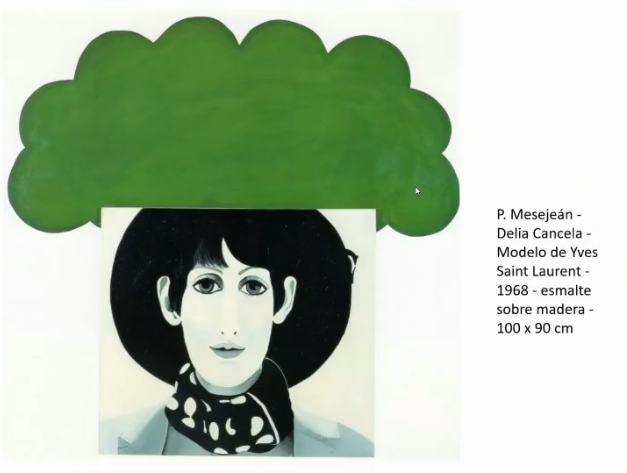 P. Mesejeán -
Delia Cancela -
Modelo de Yves
Saint Laurent -
1968 - esmalte
sobre madera -
100 x 90 cm